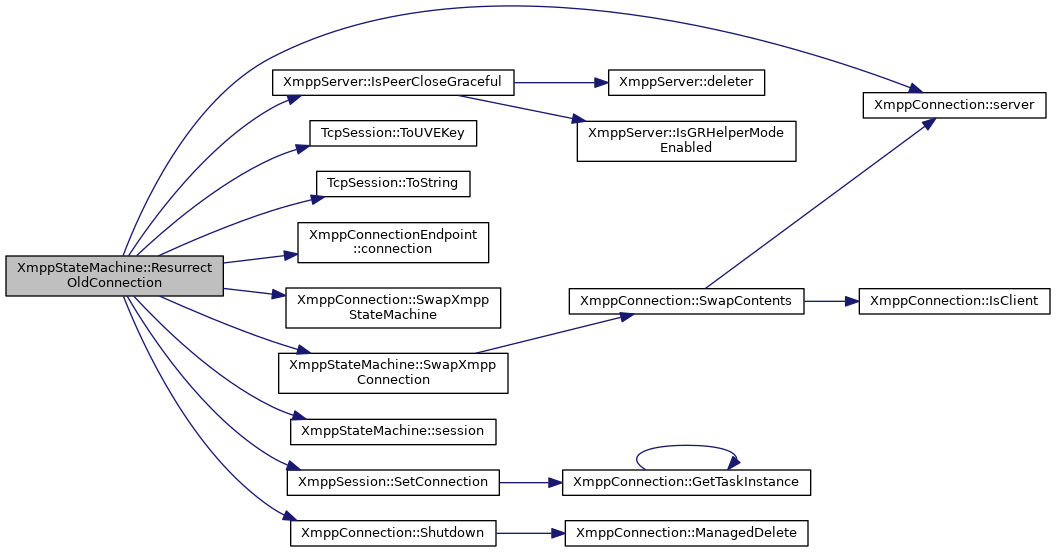 XmppStateMachine::Resurrect
OldConnection
XmppServer::IsPeerCloseGraceful
XmppServer::deleter
XmppConnection::server
XmppServer::IsGRHelperMode
Enabled
TcpSession::ToUVEKey
TcpSession::ToString
XmppConnectionEndpoint
::connection
XmppConnection::SwapXmpp
StateMachine
XmppStateMachine::SwapXmpp
Connection
XmppConnection::SwapContents
XmppConnection::IsClient
XmppStateMachine::session
XmppSession::SetConnection
XmppConnection::GetTaskInstance
XmppConnection::Shutdown
XmppConnection::ManagedDelete